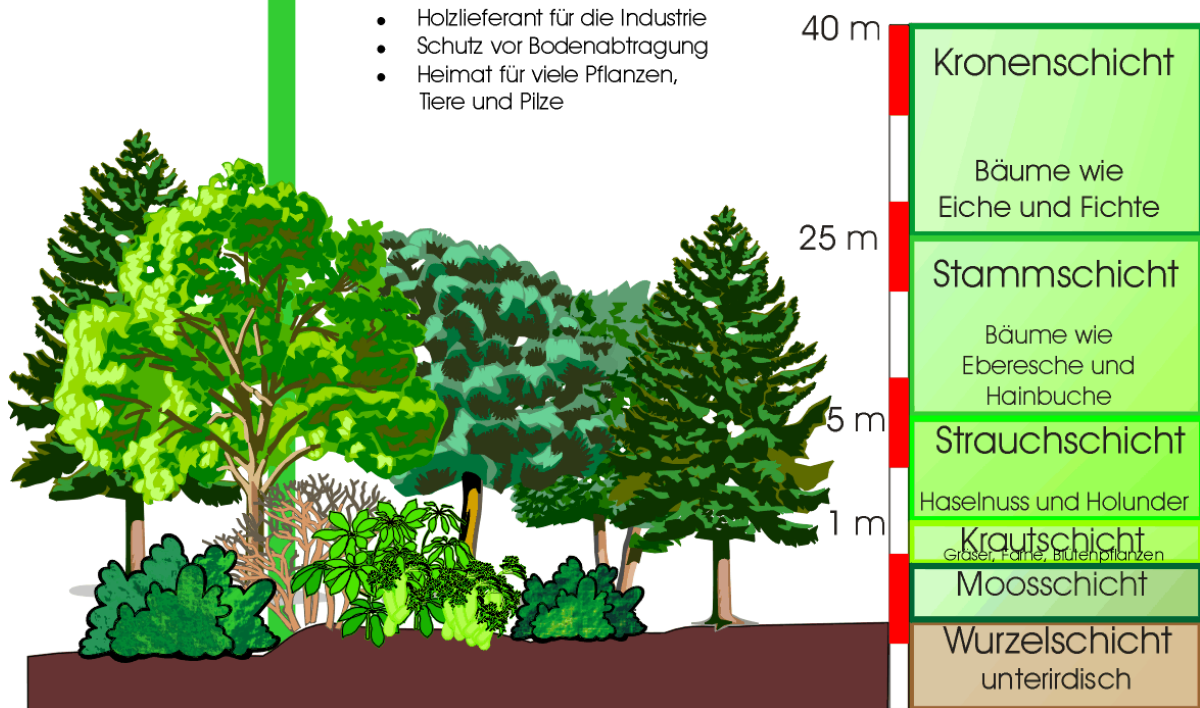 • Holzlieferant für die Industrie
• Schutz vor Bodenabtragung
• Heimat für viele Pflanzen,
Tiere und Pilze
40 m
Kronenschicht
Bäume wie
Eiche und Fichte
25 m
Stammschicht
Bäume wie
Eberesche und
Hainbuche
5 m
Strauchschicht
Haselnuss und Holunder
1 m
Krautschicht
Gräser, Farne, Blütenpflanzen
Moosschicht
Wurzelschicht
unterirdisch